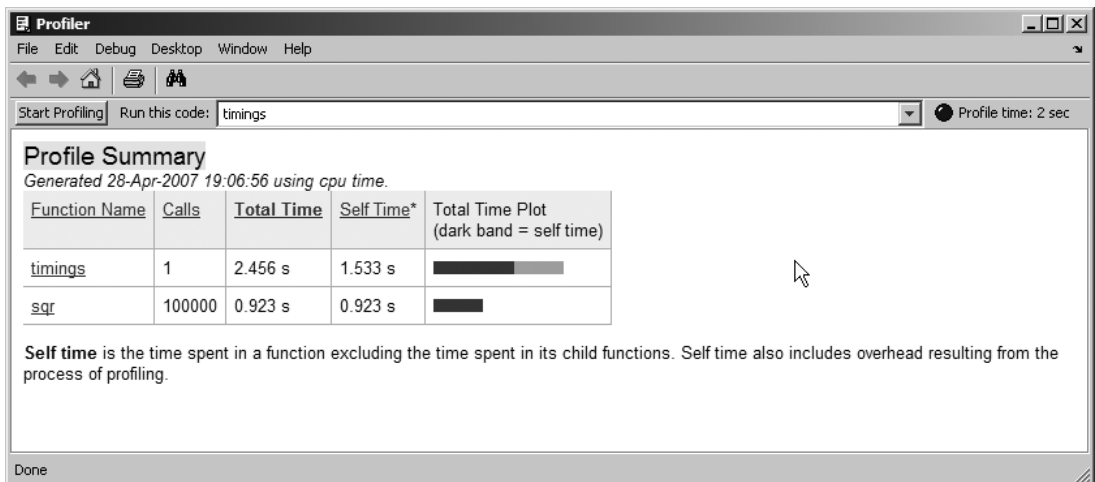 Profiler
File Edit Debug Desktop Window Help
Start Profiling Run this code: timings Profile time: 2 sec
Profile Summary
Generated 28-Apr-2007 19:06:56 using cpu time.
Function Name Calls Total Time Self Time* Total Time Plot
(dark band = self time)
timings 1 2.456 s 1.533 s
sqr 100000 0.923 s 0.923 s
Self time is the time spent in a function excluding the time spent in its child functions. Self time also includes overhead resulting from the
process of profiling.
Done